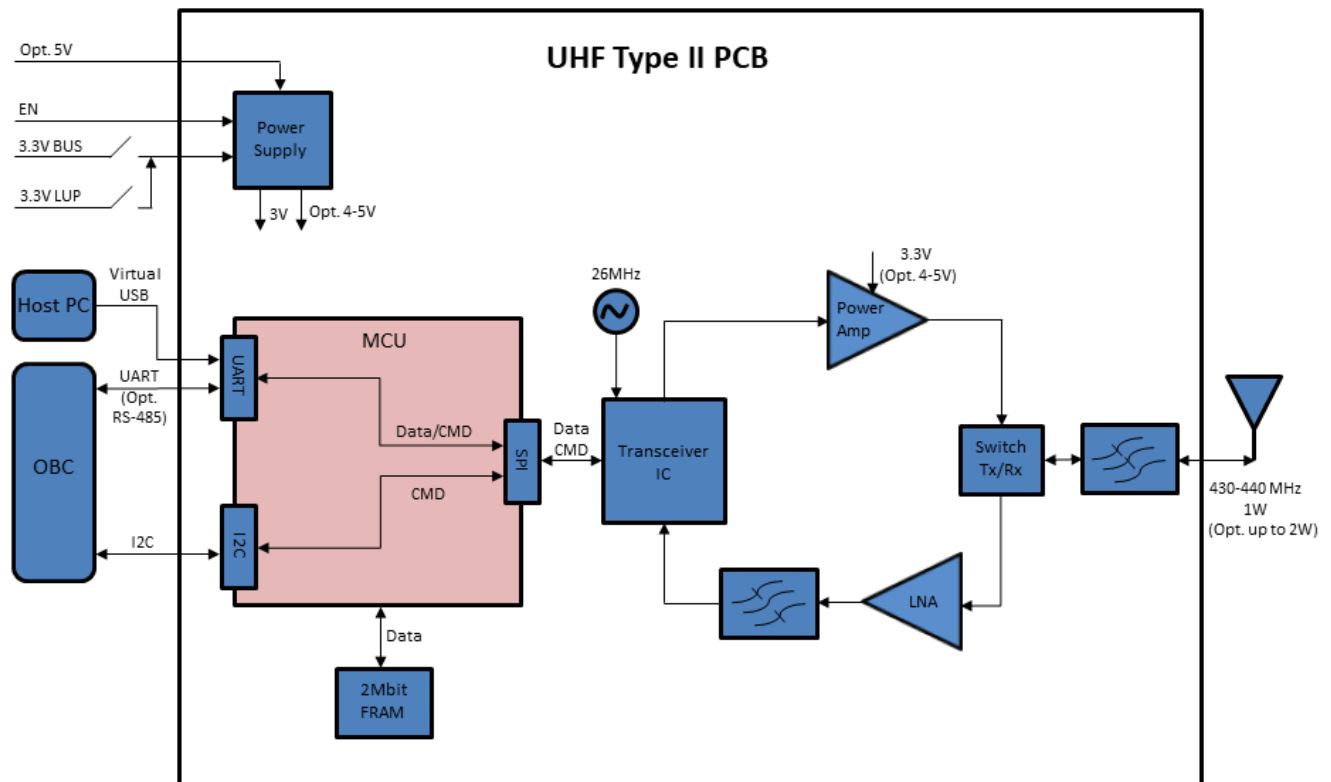 UHF Type II PCB
Opt. 5V
EN
3.3V BUS
3.3V LUP
Power
Supply
3V
Opt. 4-5V
Host PC
Virtual
USB
OBC
UART
(Opt.
RS-485)
I2C
MCU
UART
I2C
SPI
Data/CMD
CMD
Data
2Mbit
FRAM
Data
CMD
26MHz
Transceiver
IC
3.3V
(Opt. 4-5V)
Power
Amp
Switch
Tx/Rx
LNA
430-440 MHz
1W
(Opt. up to 2W)